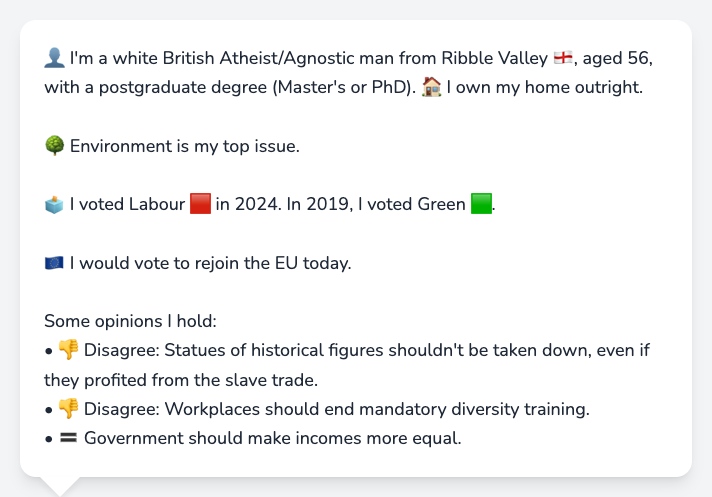 👤 I'm a white British Atheist/Agnostic man from Ribble Valley 🏴󠁧󠁢󠁥󠁮󠁧󠁿, aged 56,
with a postgraduate degree (Master's or PhD). 🏠 I own my home outright.
🌳 Environment is my top issue.
🗳️ I voted Labour 🟥 in 2024. In 2019, I voted Green 🟩.
🇪🇺 I would vote to rejoin the EU today.
Some opinions I hold:
• 👎 Disagree: Statues of historical figures shouldn't be taken down, even if
they profited from the slave trade.
• 👎 Disagree: Workplaces should end mandatory diversity training.
• 🟰 Government should make incomes more equal.